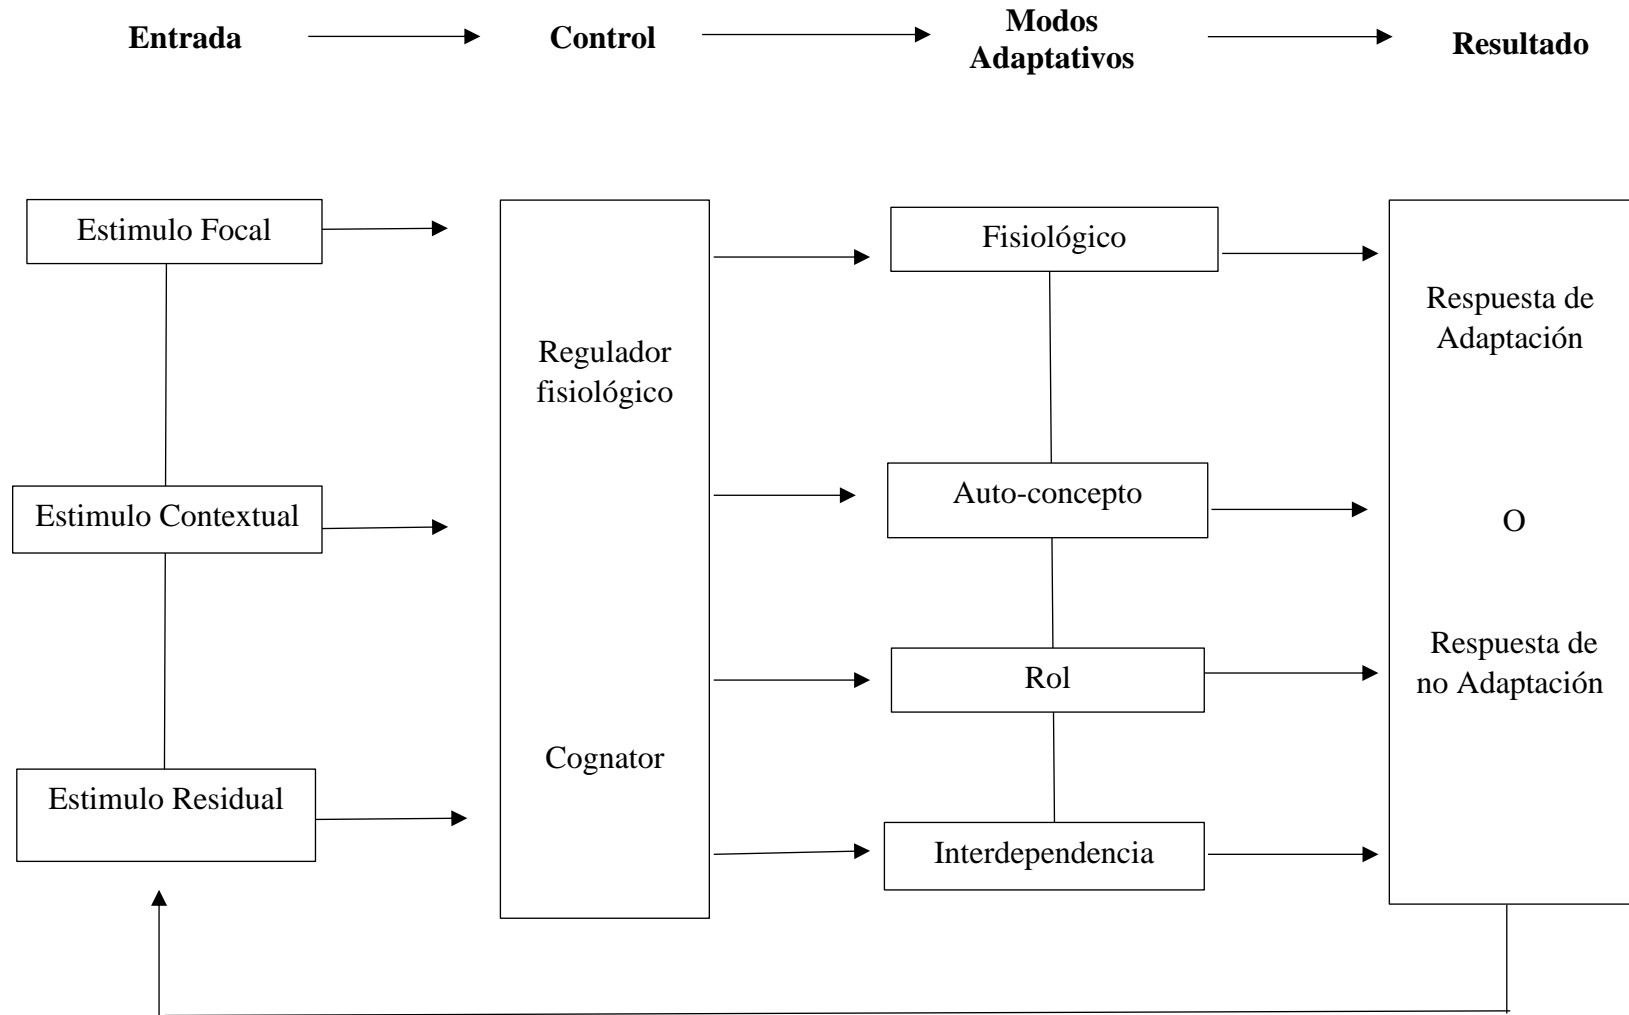 Entrada
Control
Modos
Adaptativos
Resultado
Estimulo Focal
Estimulo Contextual
Estimulo Residual
Regulador
fisiológico
Cognator
Fisiológico
Auto-concepto
Rol
Interdependencia
Respuesta de
Adaptación
O
Respuesta de
no Adaptación